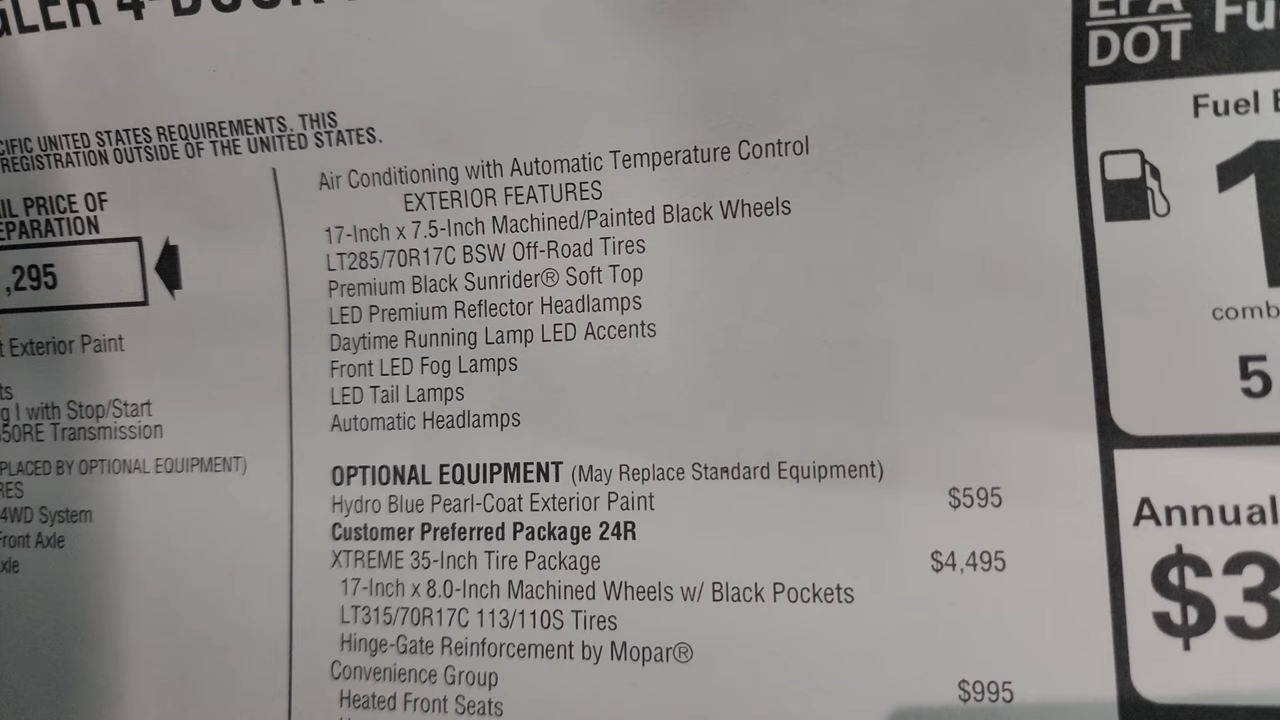 4-DOOR
CIFIC UNITED STATES REQUIREMENTS. THIS
REGISTRATION OUTSIDE OF THE UNITED STATES.
IL PRICE OF
EPARATION
,295
t Exterior Paint
ts
g I with Stop/Start
50RE Transmission
PLACED BY OPTIONAL EQUIPMENT)
RES
4WD System
Front Axle
xle
Air Conditioning with Automatic Temperature Control
EXTERIOR FEATURES
17-Inch x 7.5-Inch Machined/Painted Black Wheels
LT285/70R17C BSW Off-Road Tires
Premium Black Sunrider® Soft Top
LED Premium Reflector Headlamps
Daytime Running Lamp LED Accents
Front LED Fog Lamps
LED Tail Lamps
Automatic Headlamps
OPTIONAL EQUIPMENT (May Replace Standard Equipment)
Hydro Blue Pearl-Coat Exterior Paint $595
Customer Preferred Package 24R
XTREME 35-Inch Tire Package $4,495
17-Inch x 8.0-Inch Machined Wheels w/ Black Pockets
LT315/70R17C 113/110S Tires
Hinge-Gate Reinforcement by Mopar®
Convenience Group $995
Heated Front Seats
EPA
DOT Fu
Fuel E
1
comb
5
Annual
$3